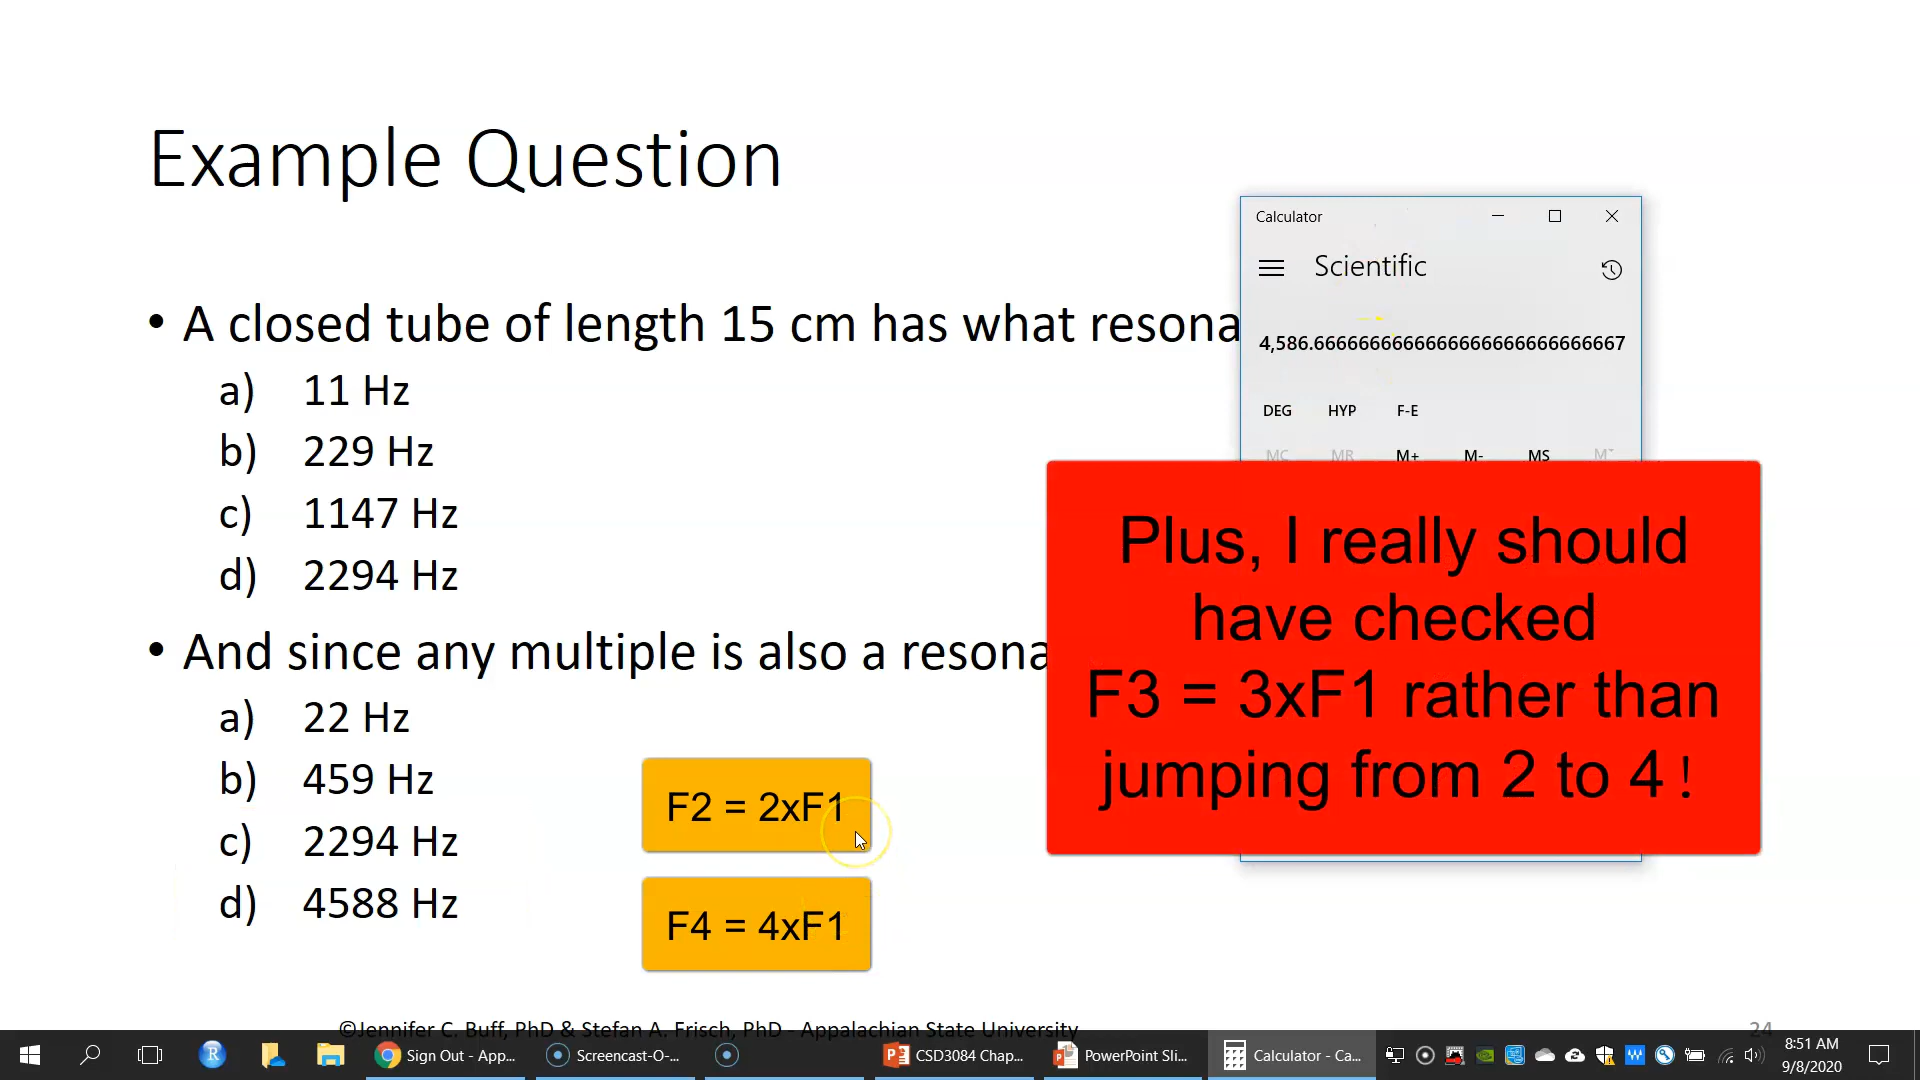 Example Question
• A closed tube of length 15 cm has what resona
a) 11 Hz
b) 229 Hz
c) 1147 Hz
d) 2294 Hz
• And since any multiple is also a resona
a) 22 Hz
b) 459 Hz
c) 2294 Hz
d) 4588 Hz
F2 = 2xF1
F4 = 4xF1
Calculator
Scientific
4,586.6666666666666666666666666667
DEG HYP F-E
MC MR M+ M- MS
Plus, I really should
have checked
F3 = 3xF1 rather than
jumping from 2 to 4 !
©Jennifer C. Buff, PhD & Stefan A. Frisch, PhD - Appalachian State University
24
Sign Out - App...
Screencast-O-...
CSD3084 Chap...
PowerPoint Sli...
Calculator - Ca...
8:51 AM
9/8/2020